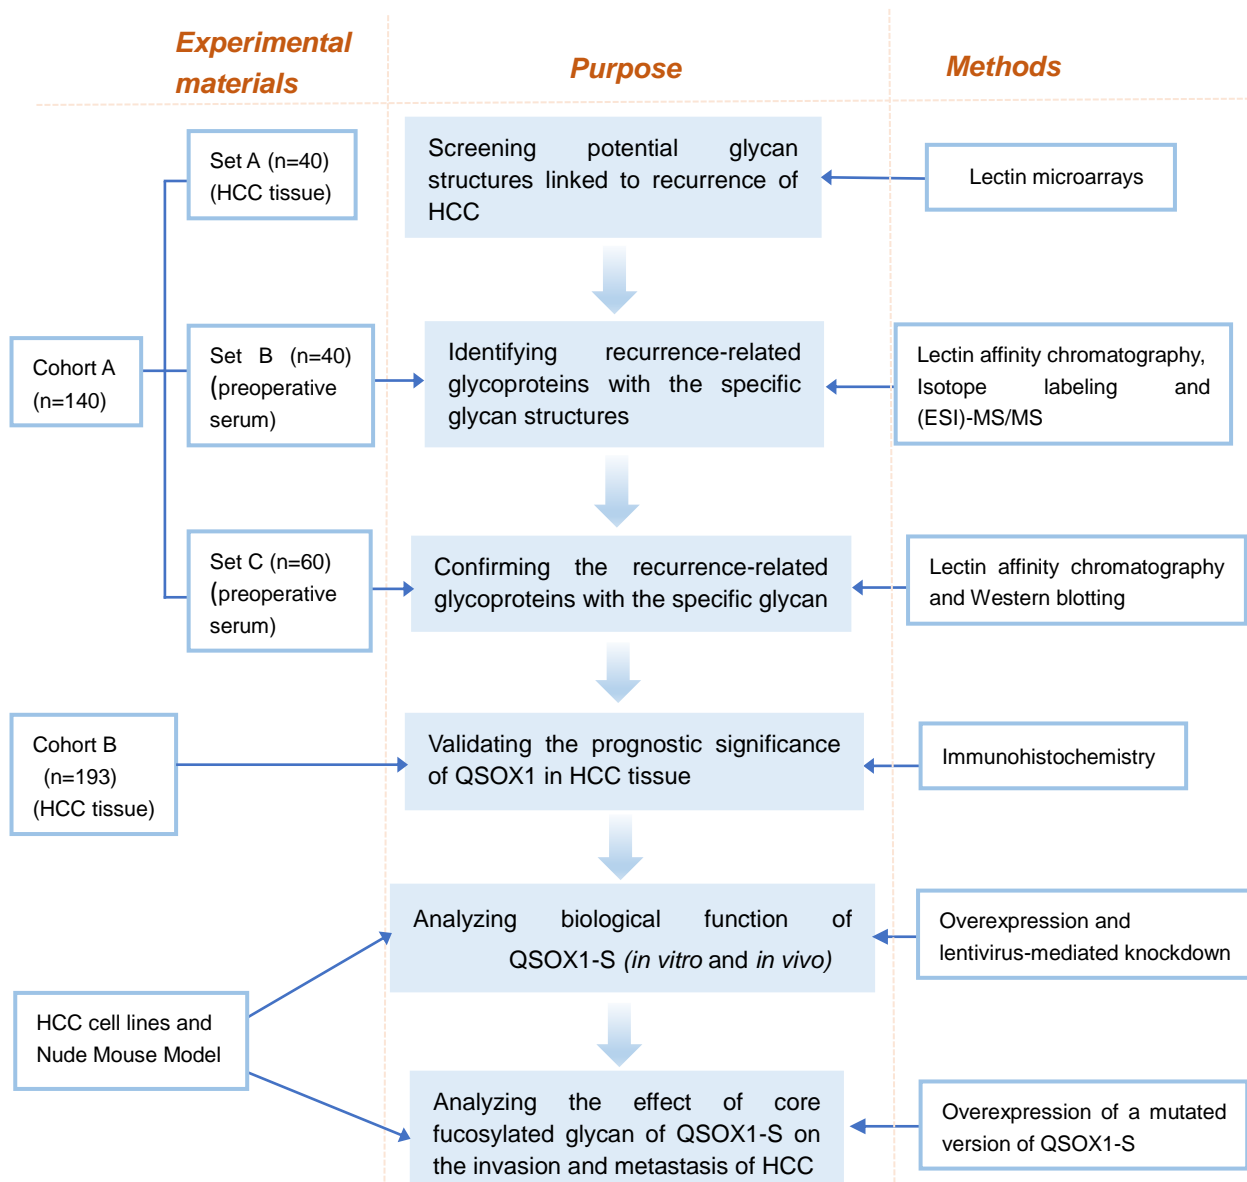 Experimental
materials
Purpose
Methods
Set A (n=40)
(HCC tissue)
Screening potential glycan
structures linked to recurrence of
HCC
Lectin microarrays
Cohort A
(n=140)
Set B (n=40)
(preoperative
serum)
Identifying recurrence-related
glycoproteins with the specific
glycan structures
Lectin affinity chromatography,
Isotope labeling and
(ESI)-MS/MS
Set C (n=60)
(preoperative
serum)
Confirming the recurrence-related
glycoproteins with the specific glycan
Lectin affinity chromatography
and Western blotting
Cohort B
(n=193)
(HCC tissue)
Validating the prognostic significance
of QSOX1 in HCC tissue
Immunohistochemistry
Analyzing biological function of
QSOX1-S (in vitro and in vivo)
Overexpression and
lentivirus-mediated knockdown
HCC cell lines and
Nude Mouse Model
Analyzing the effect of core
fucosylated glycan of QSOX1-S on
the invasion and metastasis of HCC
Overexpression of a mutated
version of QSOX1-S